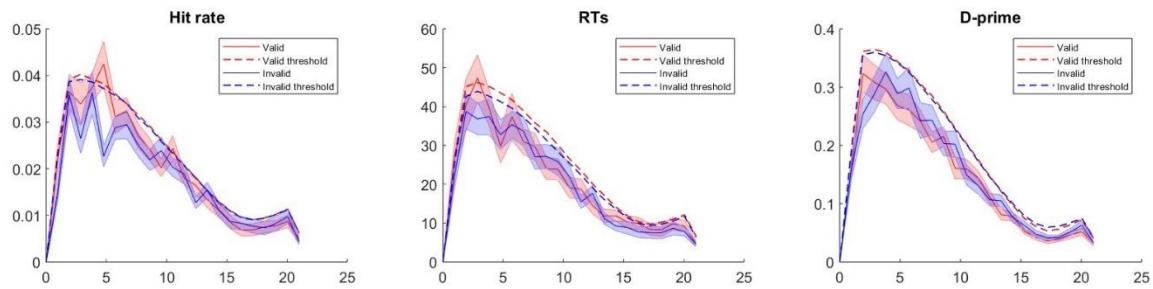 Hit rate
0.05
0.04
0.03
0.02
0.01
0
0 5 10 15 20 25
Valid
Valid threshold
Invalid
Invalid threshold
RTs
60
50
40
30
20
10
0
0 5 10 15 20 25
Valid
Valid threshold
Invalid
Invalid threshold
D-prime
0.4
0.3
0.2
0.1
0
0 5 10 15 20 25
Valid
Valid threshold
Invalid
Invalid threshold